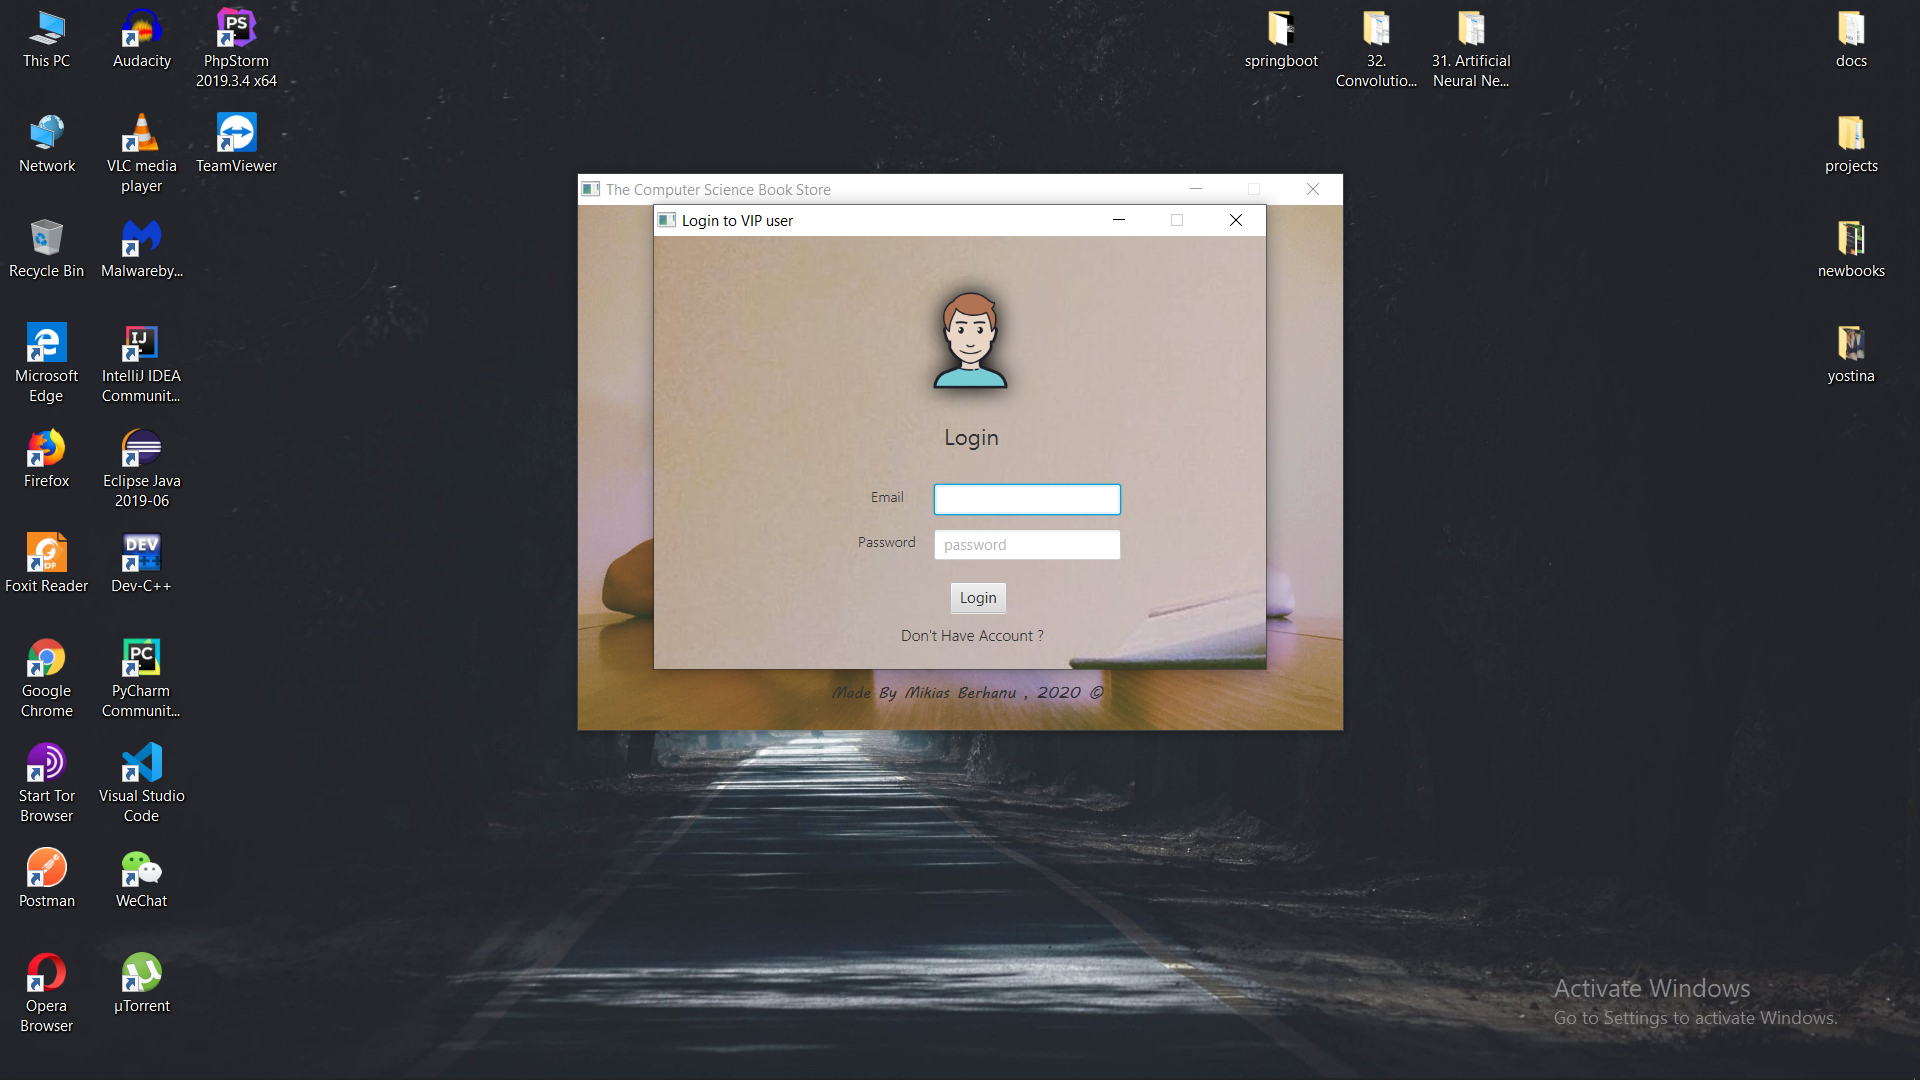 This PC
Audacity
PhpStorm
2019.3.4 x64
springboot
32.
Convolutio...
31. Artificial
Neural Ne...
docs
Network
VLC media
player
TeamViewer
projects
The Computer Science Book Store
Login to VIP user
Recycle Bin
Malwareby...
newbooks
Microsoft
Edge
IJ
IntelliJ IDEA
Communit...
yostina
Login
Firefox
Eclipse Java
2019-06
Email
Password
password
Foxit Reader
DEV
Dev-C++
Login
Don't Have Account ?
Google
Chrome
PC
PyCharm
Communit...
Made By Mikias Berhanu , 2020 ©
Start Tor
Browser
Visual Studio
Code
Postman
WeChat
Opera
Browser
µTorrent
PS
Activate Windows
Go to Settings to activate Windows.